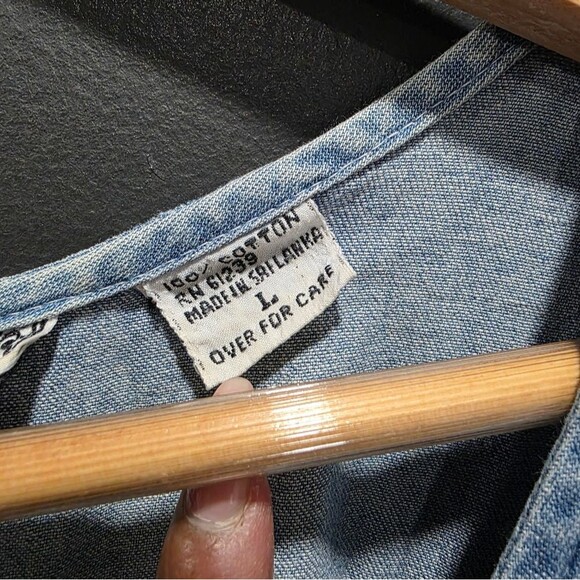 100% COTTON
RN 61239
MADE IN SRI LANKA
L
OVER FOR CARE